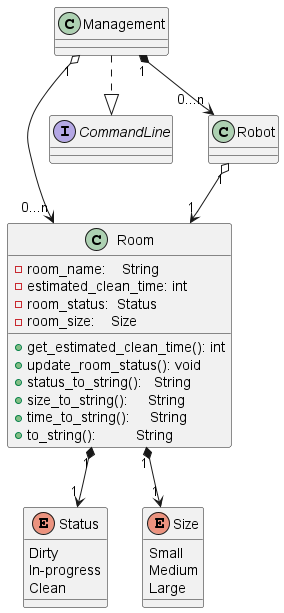 C Management
1
1
0...n
I CommandLine
C Robot
1
0...n
1
C Room
room_name: String
estimated_clean_time: int
room_status: Status
room_size: Size
get_estimated_clean_time(): int
update_room_status(): void
status_to_string(): String
size_to_string(): String
time_to_string(): String
to_string(): String
1
1
1
1
E Status
Dirty
In-progress
Clean
E Size
Small
Medium
Large